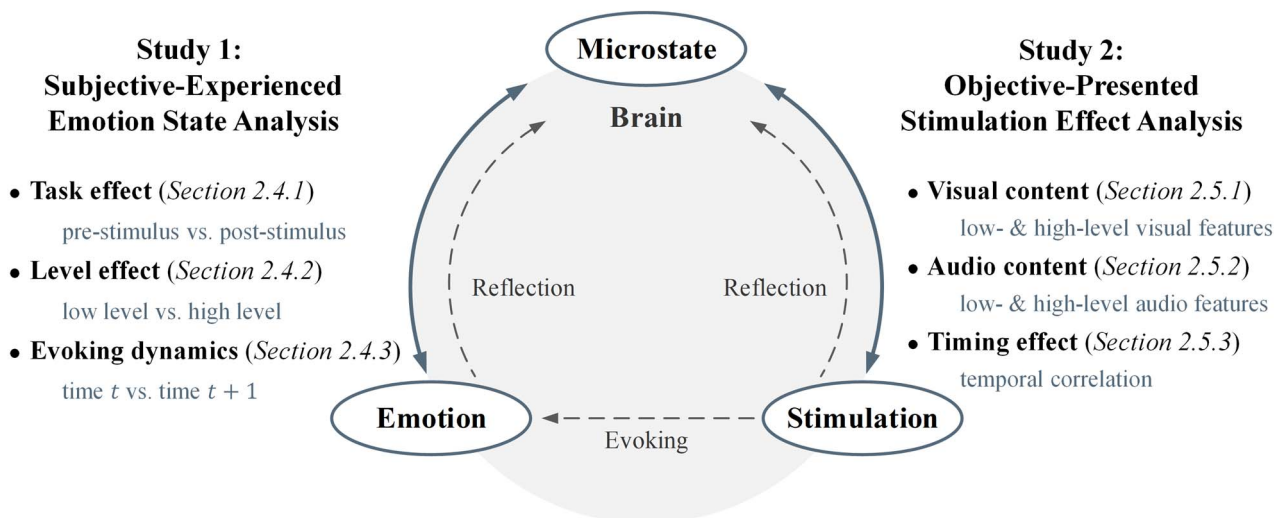 Study 1:
Subjective-Experienced
Emotion State Analysis
• Task effect (Section 2.4.1)
pre-stimulus vs. post-stimulus
• Level effect (Section 2.4.2)
low level vs. high level
• Evoking dynamics (Section 2.4.3)
time t vs. time t + 1
Microstate
Brain
Reflection
Reflection
Emotion
Evoking
Stimulation
Study 2:
Objective-Presented
Stimulation Effect Analysis
• Visual content (Section 2.5.1)
low- & high-level visual features
• Audio content (Section 2.5.2)
low- & high-level audio features
• Timing effect (Section 2.5.3)
temporal correlation